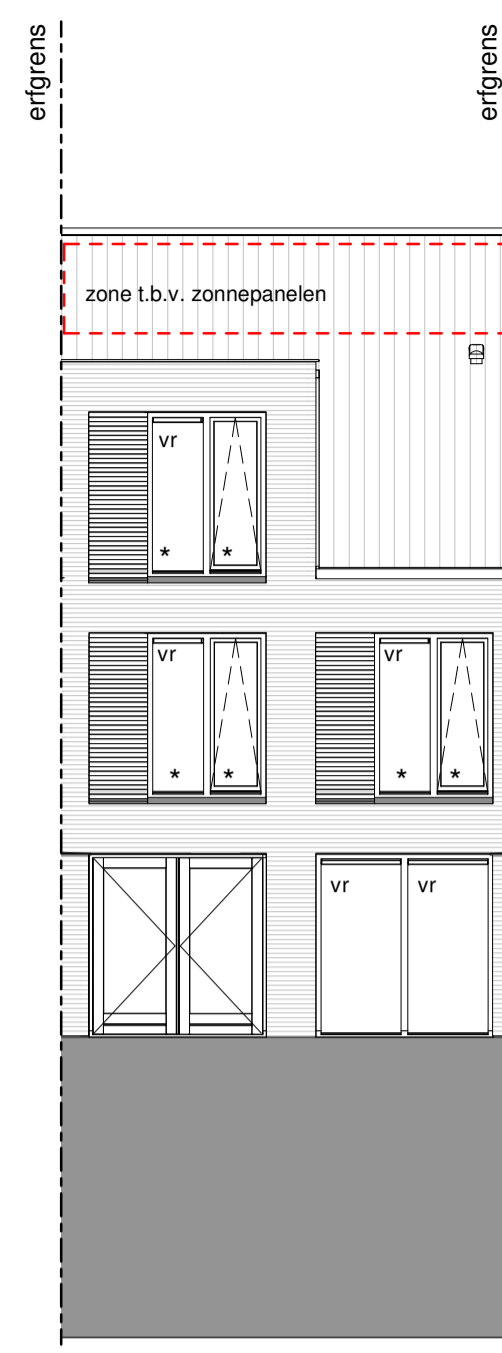 erfgrens
erfgrens
zone t.b.v. zonnepanelen
vr
* *
vr
vr
* *
* *
vr
vr